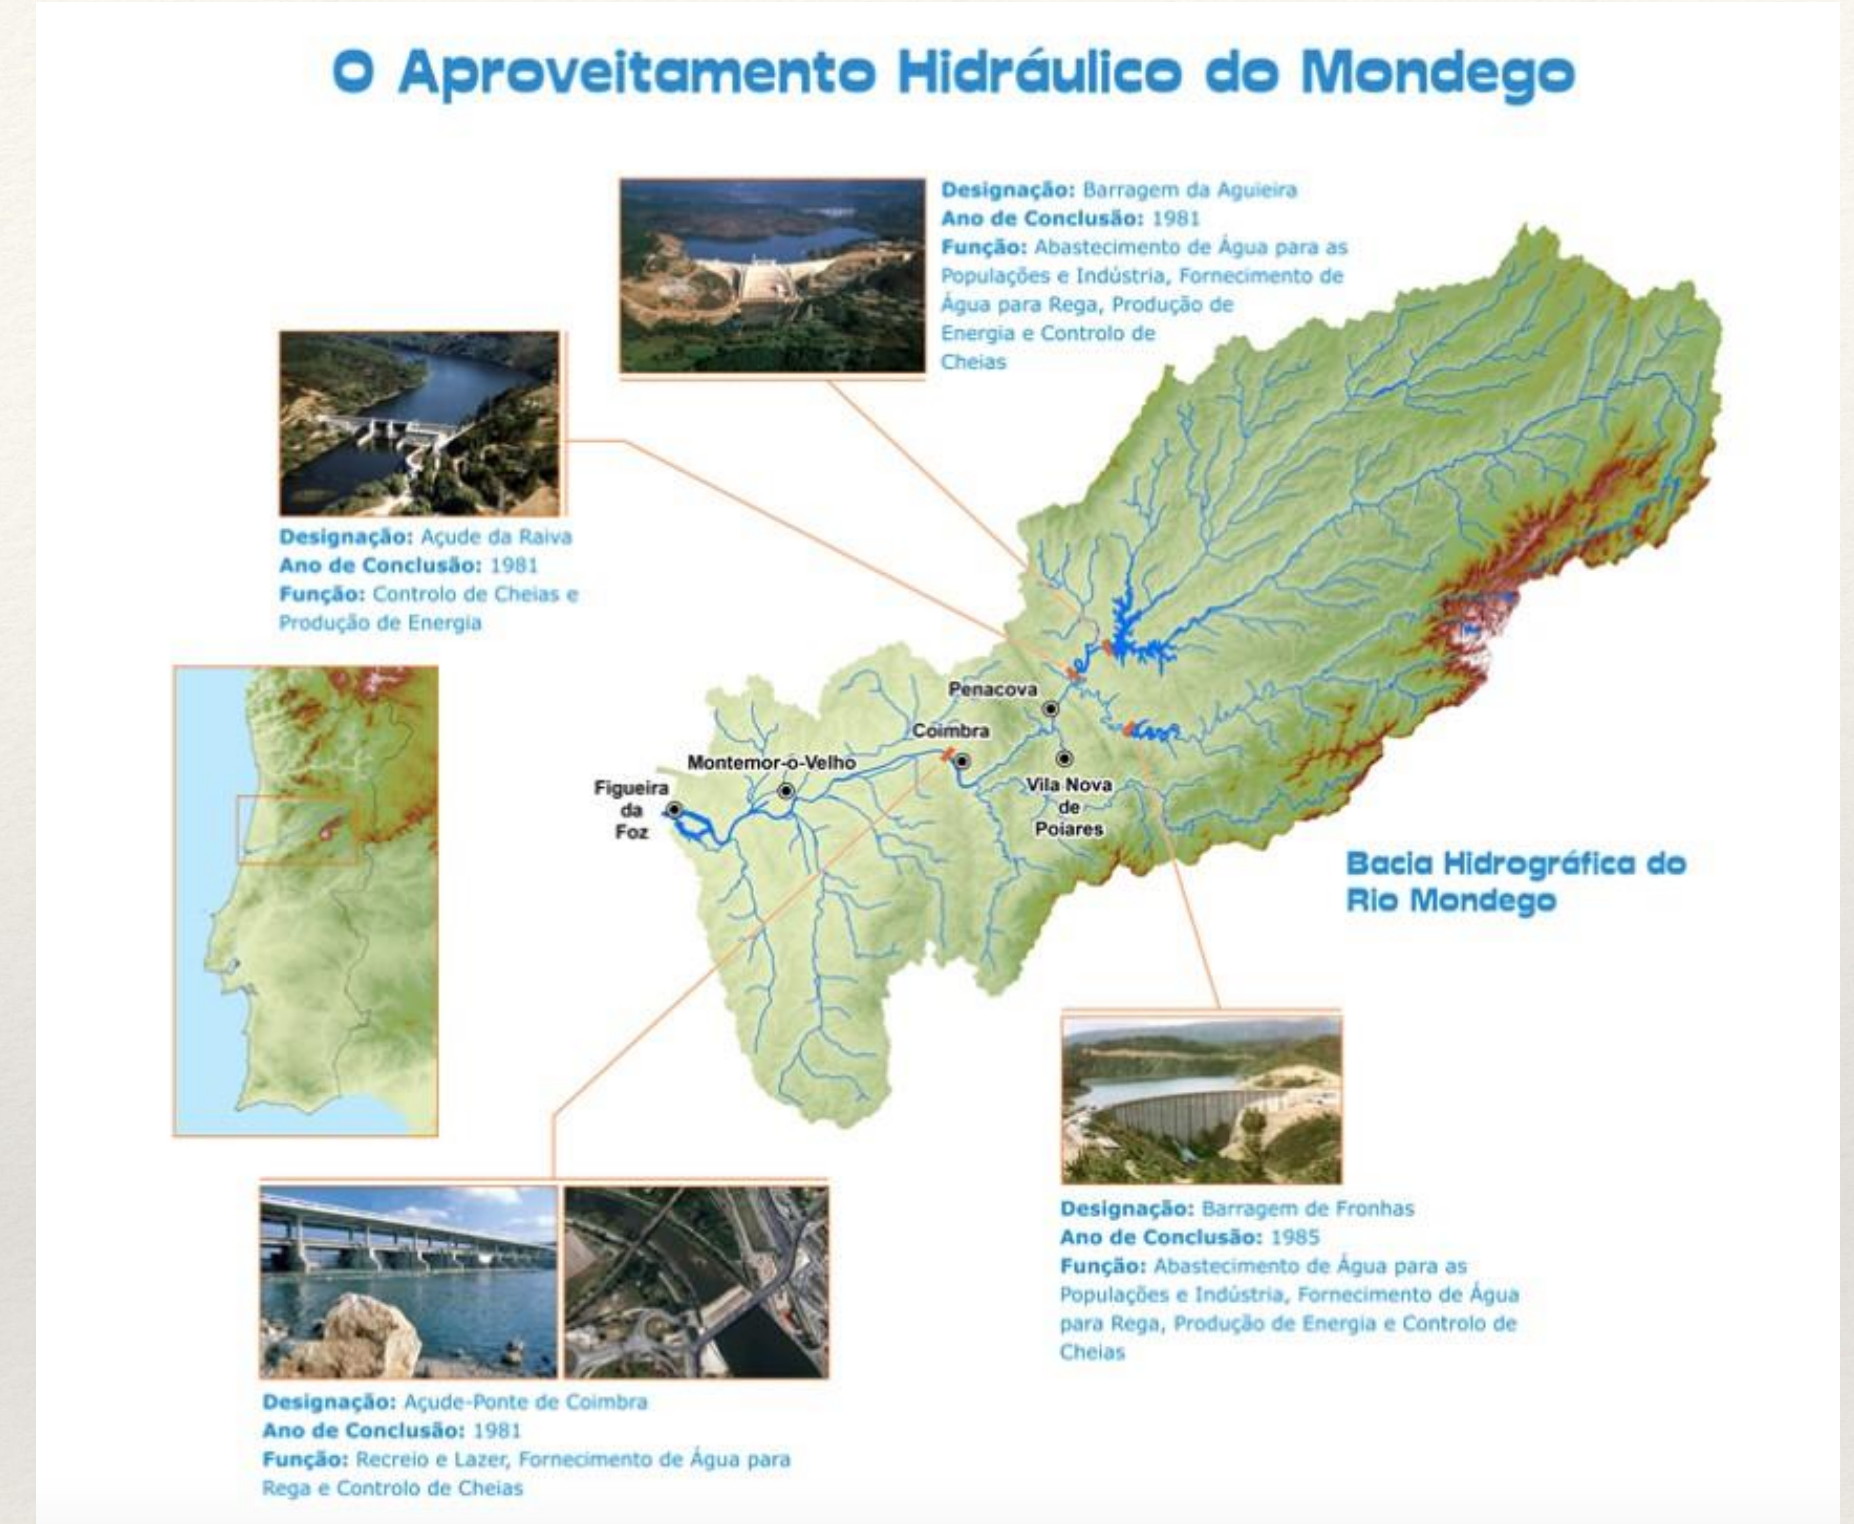 O Aproveitamento Hidráulico do Mondego
Designação: Barragem da Aguieira
Ano de Conclusão: 1981
Função: Abastecimento de Água para as
Populações e Indústria, Fornecimento de
Água para Rega, Produção de
Energia e Controlo de
Cheias
Designação: Açude da Raiva
Ano de Conclusão: 1981
Função: Controlo de Cheias e
Produção de Energia
Penacova
Coimbra
Montemor-o-Velho
Figueira
da
Foz
Vila Nova
de
Poiares
Bacia Hidrográfica do
Rio Mondego
Designação: Barragem de Fronhas
Ano de Conclusão: 1985
Função: Abastecimento de Água para as
Populações e Indústria, Fornecimento de Água
para Rega, Produção de Energia e Controlo de
Cheias
Designação: Açude-Ponte de Coimbra
Ano de Conclusão: 1981
Função: Recreio e Lazer, Fornecimento de Água para
Rega e Controlo de Cheias